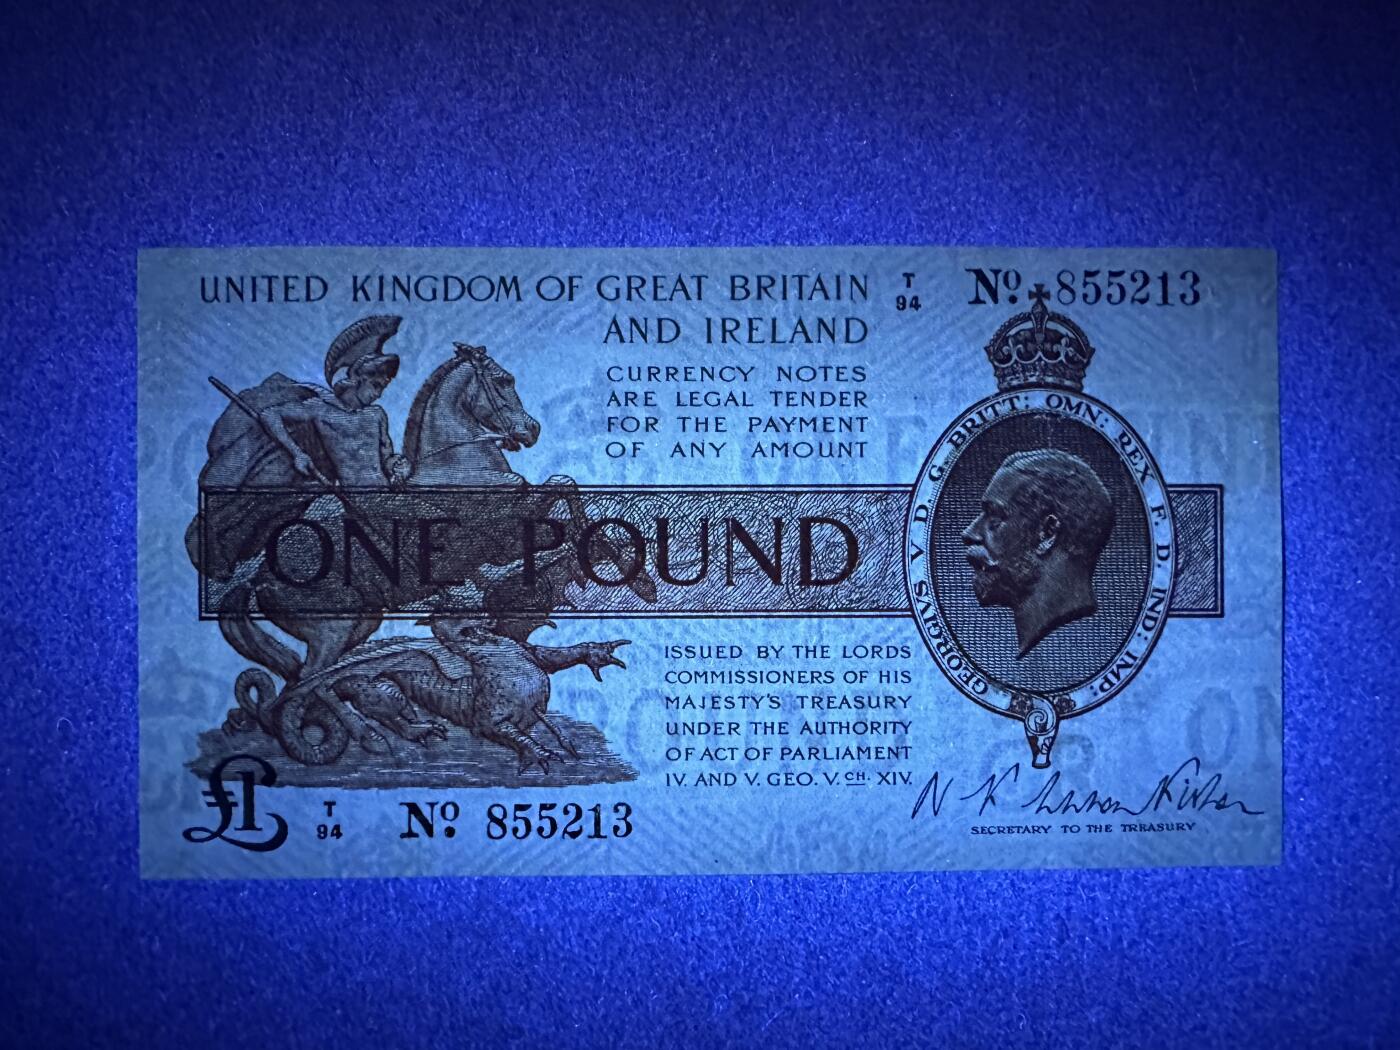 UNITED KINGDOM OF GREAT BRITAIN
AND IRELAND
T
94
Nº 855213
CURRENCY NOTES
ARE LEGAL TENDER
FOR THE PAYMENT
OF ANY AMOUNT
GEORGIVS V D. G. BRITT: OMN: REX F. D. IND: IMP:
ONE POUND
ISSUED BY THE LORDS
COMMISSIONERS OF HIS
MAJESTY'S TREASURY
UNDER THE AUTHORITY
OF ACT OF PARLIAMENT
IV. AND V. GEO. V. CH. XIV.
£1
T
94
Nº 855213
N K Warren Fisher
SECRETARY TO THE TREASURY